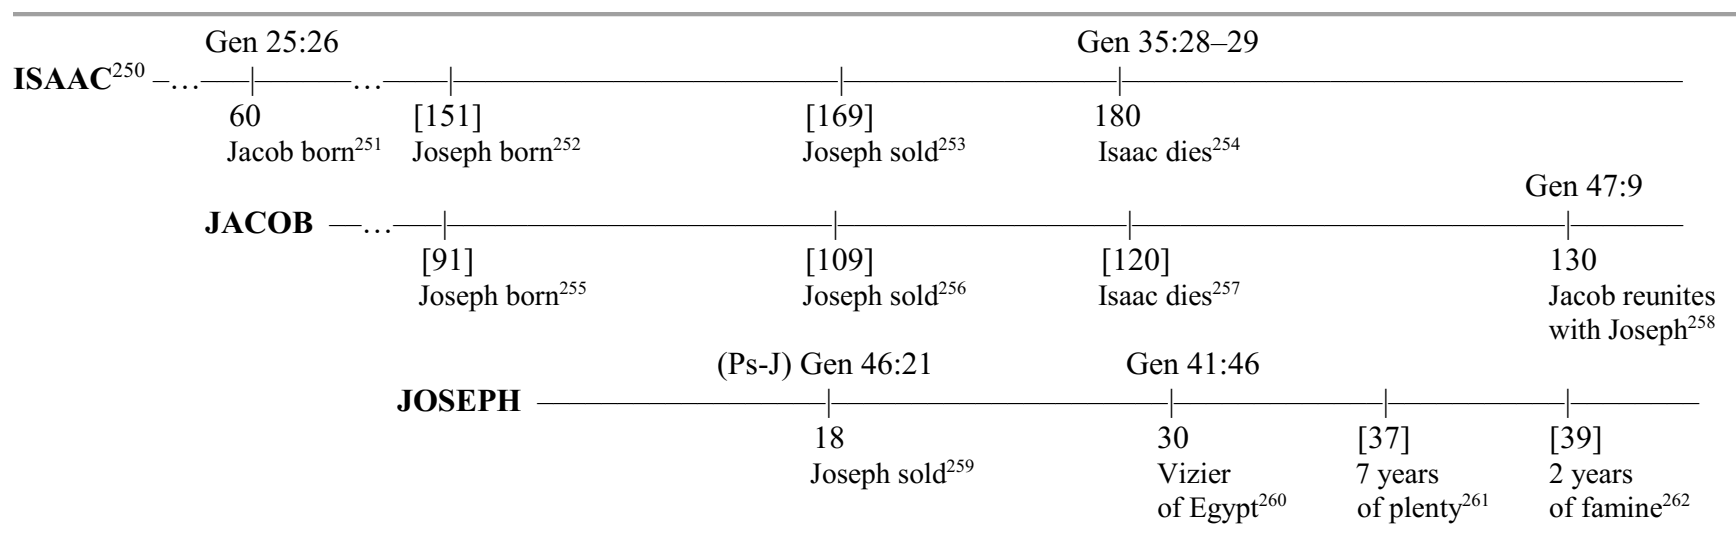 Gen 25:26 Gen 35:28–29
ISAAC250 … …
60 [151] [169] 180
Jacob born251 Joseph born252 Joseph sold253 Isaac dies254
Gen 47:9
JACOB …
[91] [109] [120] 130
Joseph born255 Joseph sold256 Isaac dies257 Jacob reunites
with Joseph258
(Ps-J) Gen 46:21 Gen 41:46
JOSEPH
18 30 [37] [39]
Joseph sold259 Vizier 7 years 2 years
of Egypt260 of plenty261 of famine262